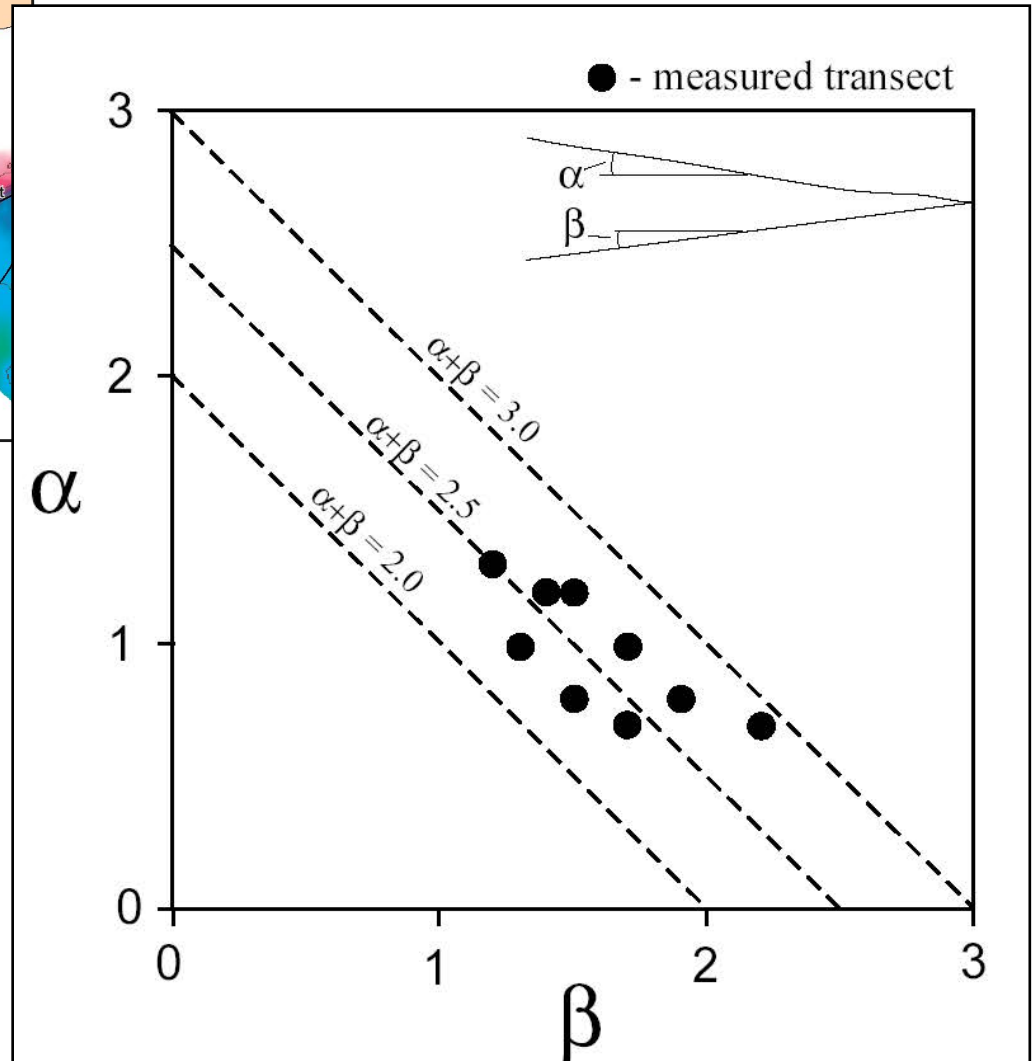 ● - measured transect
3
α
β
α+β = 3.0
2
α+β = 2.5
α
α+β = 2.0
1
0
0 1 2 3
β
t